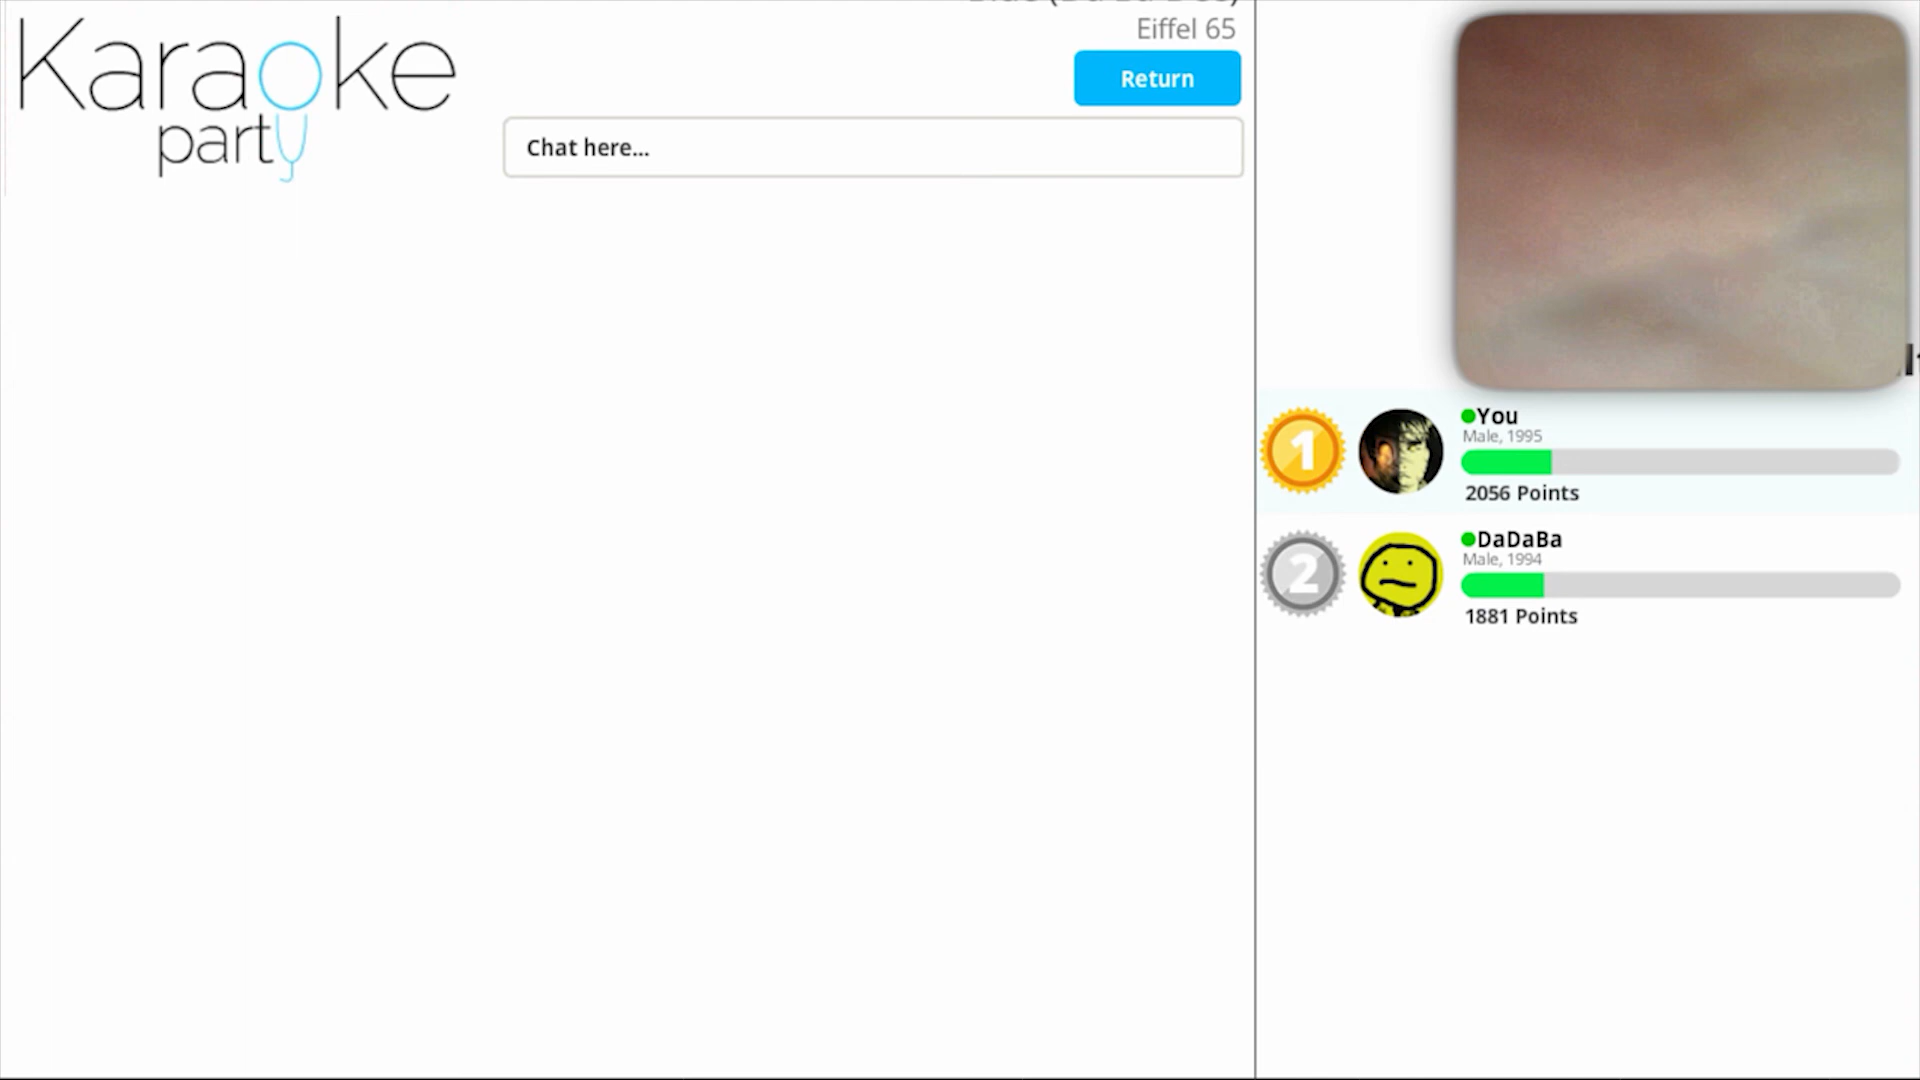 Karaoke
party
Eiffel 65
Return
Chat here...
1
You
Male, 1995
2056 Points
2
DaDaBa
Male, 1994
1881 Points